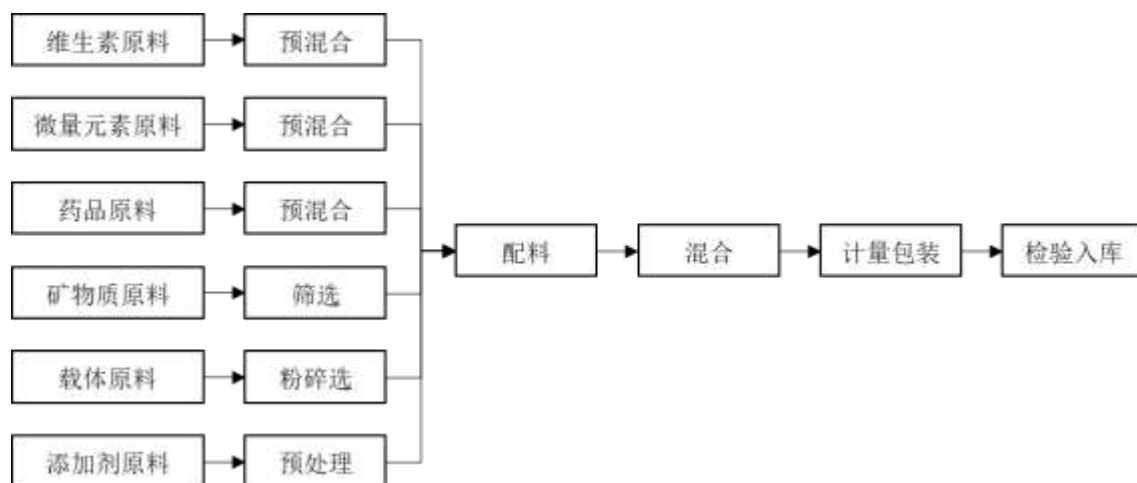 维生素原料
预混合
微量元素原料
预混合
药品原料
预混合
配料
混合
计量包装
检验入库
矿物质原料
筛选
载体原料
粉碎选
添加剂原料
预处理